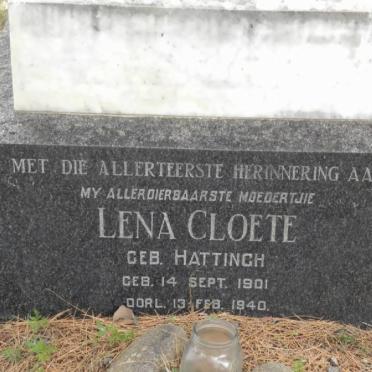 MET DIE ALLERTEERSTE HERINNERING AA
MY ALLERDIERBAARSTE MOEDERTJIE
LENA CLOETE
GEB. HATTINGH
GEB. 14 SEPT. 1901
OORL. 13 FEB. 1940.